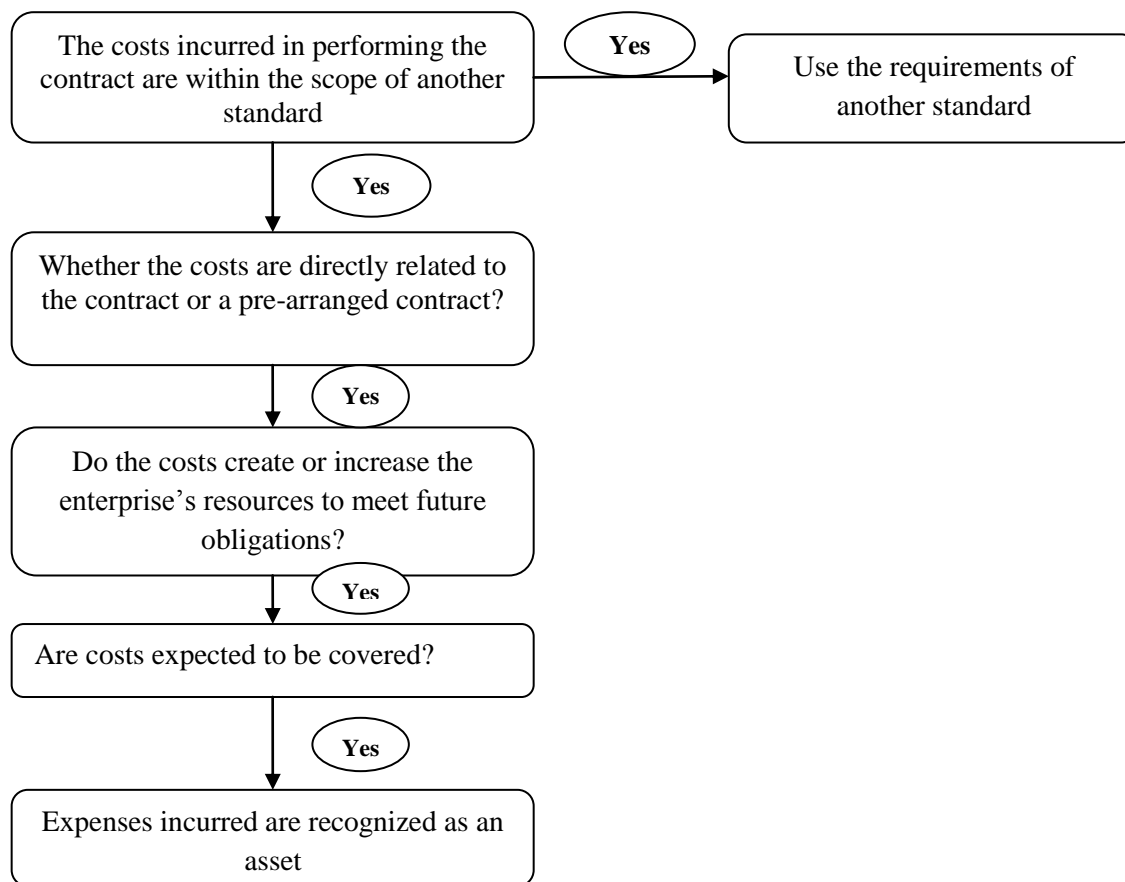 The costs incurred in performing the
contract are within the scope of another
standard
Yes
Use the requirements of
another standard
Yes
Whether the costs are directly related to
the contract or a pre-arranged contract?
Yes
Do the costs create or increase the
enterprise’s resources to meet future
obligations?
Yes
Are costs expected to be covered?
Yes
Expenses incurred are recognized as an
asset